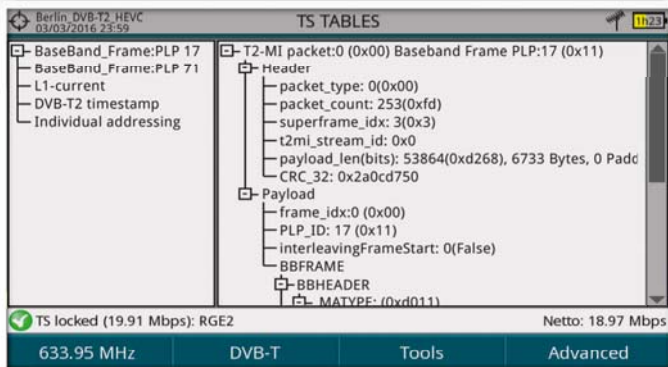 Berlin_DVB-T2_HEVC
03/03/2016 23:59
TS TABLES
1h23
BaseBand_Frame:PLP 17
BaseBand_Frame:PLP 71
L1-current
DVB-T2 timestamp
Individual addressing
T2-MI packet:0 (0x00) Baseband Frame PLP:17 (0x11)
Header
packet_type: 0(0x00)
packet_count: 253(0xfd)
superframe_idx: 3(0x3)
t2mi_stream_id: 0x0
payload_len(bits): 53864(0xd268), 6733 Bytes, 0 Padd
CRC_32: 0x2a0cd750
Payload
frame_idx:0 (0x00)
PLP_ID: 17 (0x11)
interleavingFrameStart: 0(False)
BBFRAME
BBHEADER
MATYPE: (0xd011)
TS locked (19.91 Mbps): RGE2
Netto: 18.97 Mbps
633.95 MHz
DVB-T
Tools
Advanced